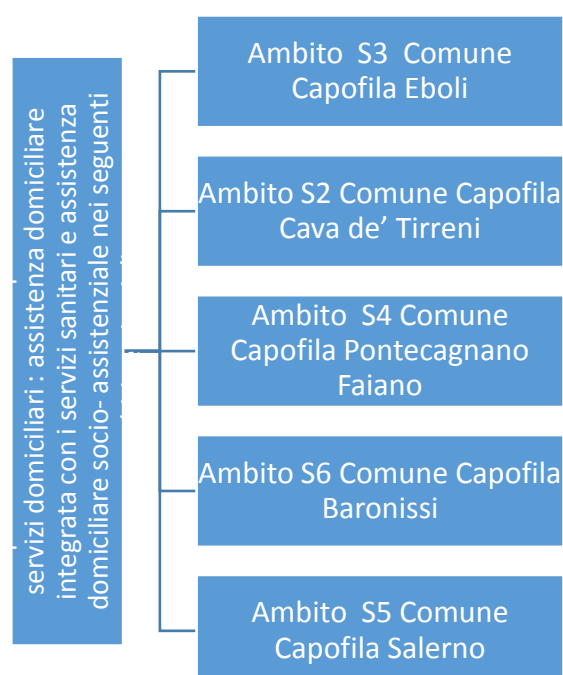 servizi domiciliari : assistenza domiciliare
integrata con i servizi sanitari e assistenza
domiciliare socio- assistenziale nei seguenti
Ambito S3 Comune
Capofila Eboli
Ambito S2 Comune Capofila
Cava de’ Tirreni
Ambito S4 Comune
Capofila Pontecagnano
Faiano
Ambito S6 Comune Capofila
Baronissi
Ambito S5 Comune
Capofila Salerno